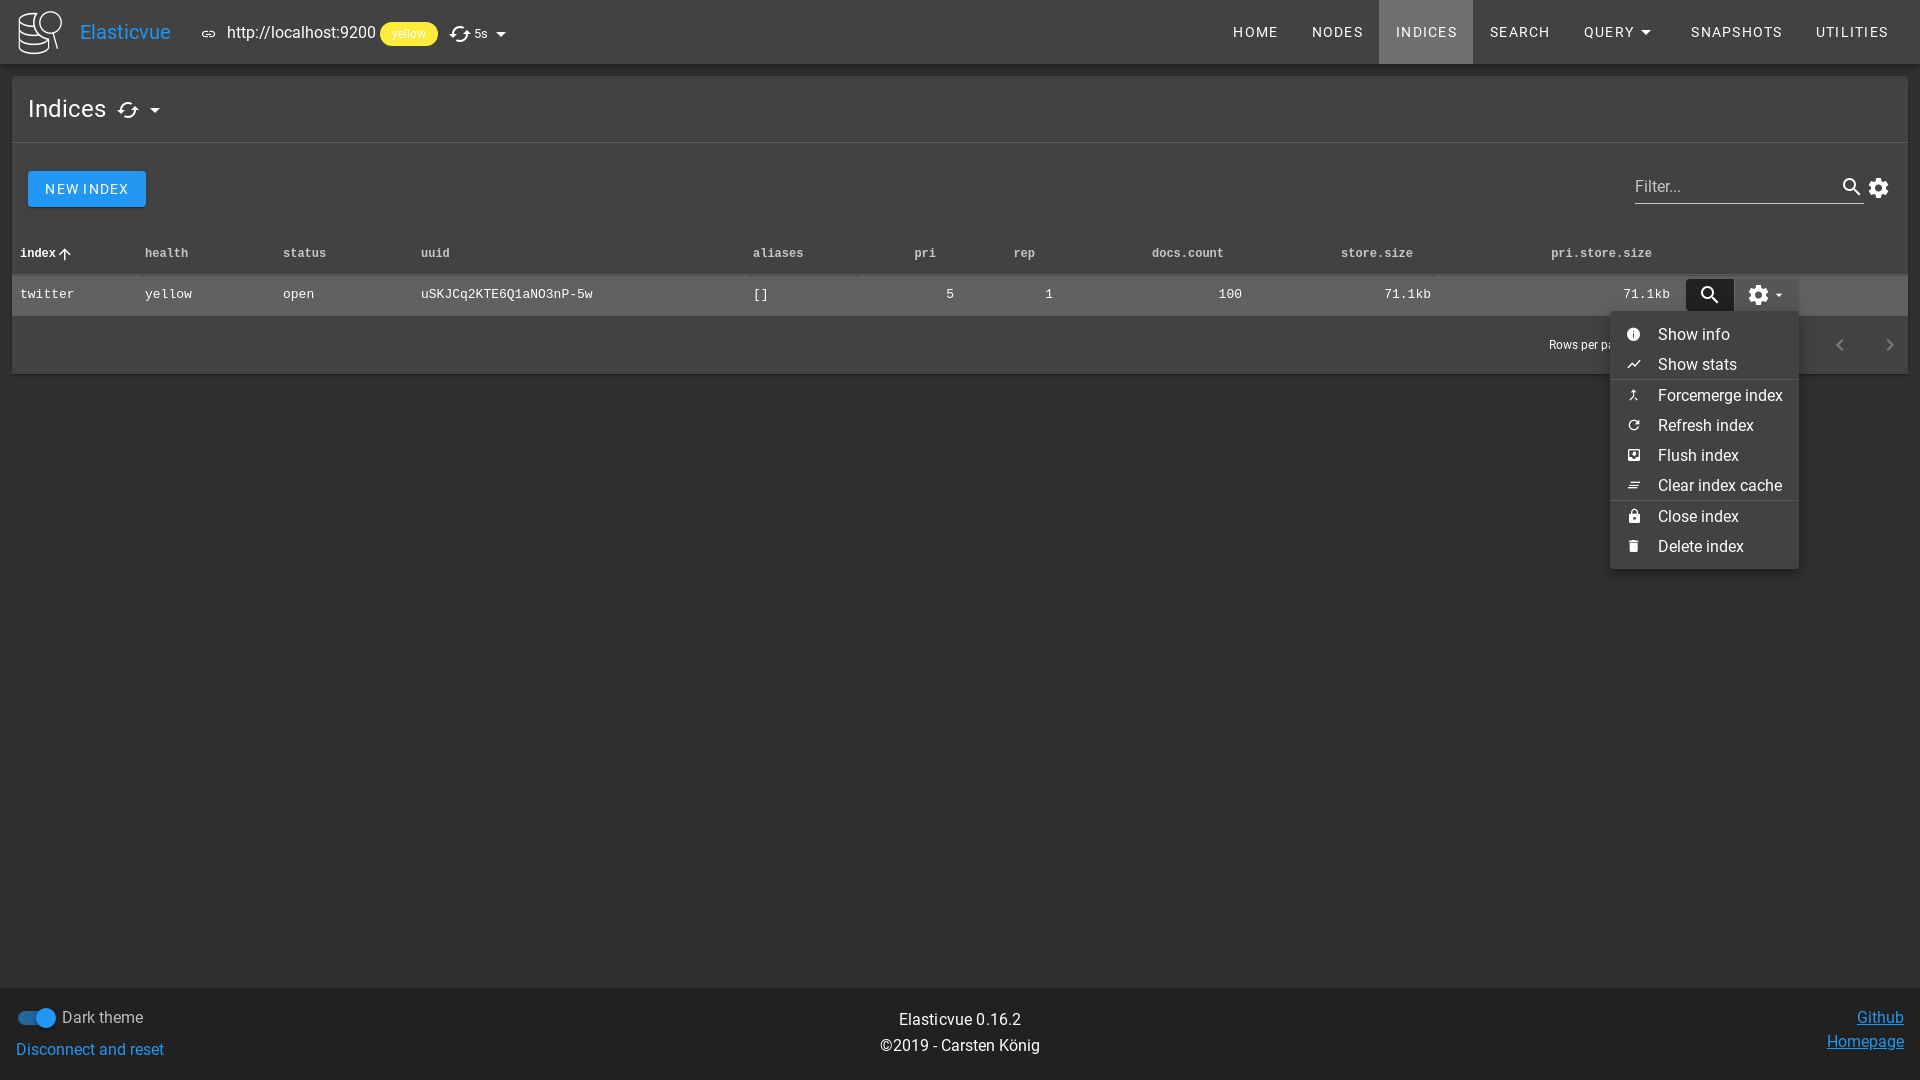 Elasticvue http://localhost:9200 yellow 5s HOME NODES INDICES SEARCH QUERY SNAPSHOTS UTILITIES
Indices
NEW INDEX Filter...
index health status uuid aliases pri rep docs.count store.size pri.store.size
twitter yellow open uSKJCq2KTE6Q1aNO3nP-5w [] 5 1 100 71.1kb 71.1kb
Rows per
Show info
Show stats
Forcemerge index
Refresh index
Flush index
Clear index cache
Close index
Delete index
Dark theme
Disconnect and reset
Elasticvue 0.16.2
©2019 - Carsten König
Github
Homepage